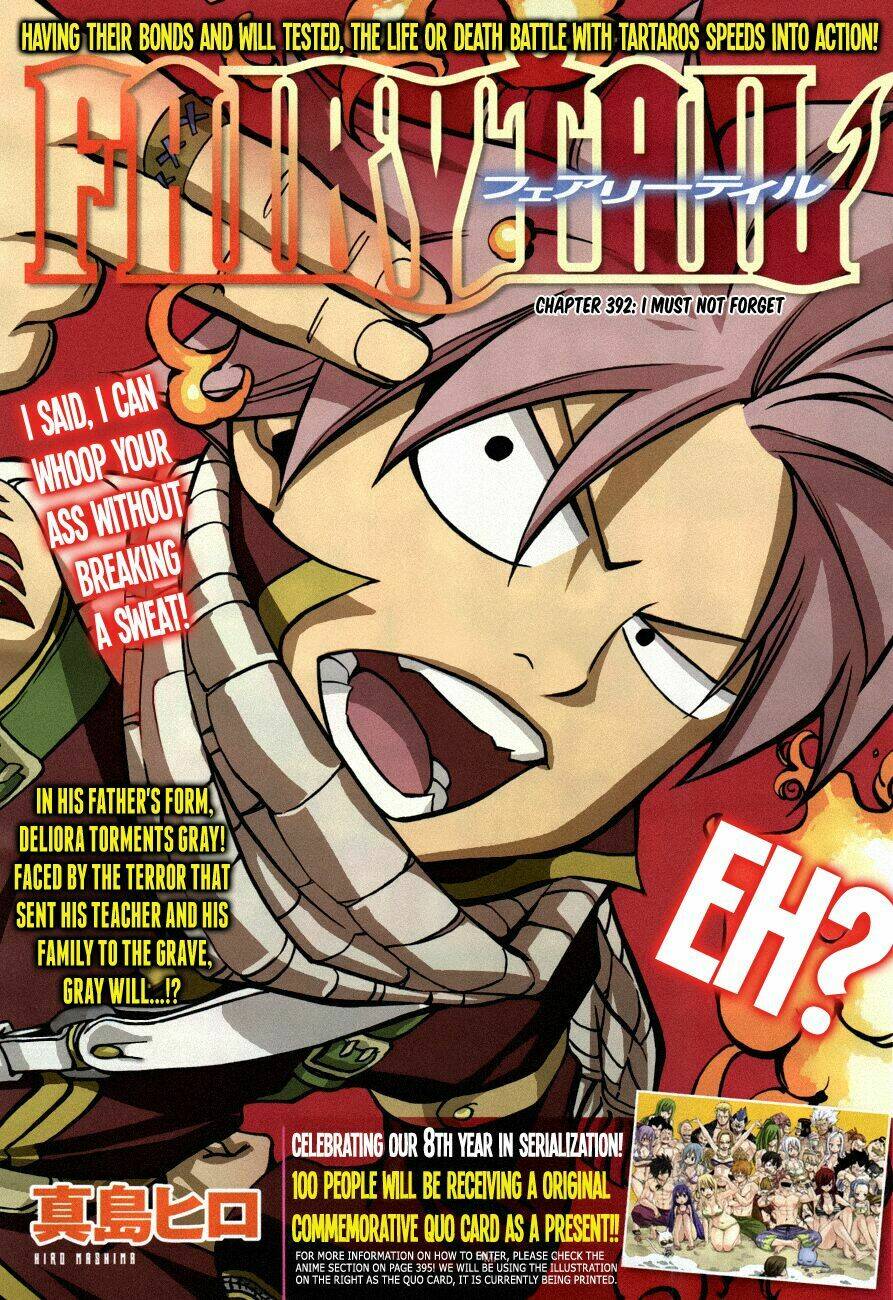 HAVING THEIR BONDS AND WILL TESTED, THE LIFE OR DEATH BATTLE WITH TARTAROS SPEEDS INTO ACTION!
FAIRY TAIL
フェアリーテイル
CHAPTER 392: I MUST NOT FORGET
I SAID, I CAN
WHOOP YOUR
ASS WITHOUT
BREAKING
A SWEAT!
IN HIS FATHER'S FORM,
DELIORA TORMENTS GRAY!
FACED BY THE TERROR THAT
SENT HIS TEACHER AND HIS
FAMILY TO THE GRAVE,
GRAY WILL...!?
EH?
CELEBRATING OUR 8TH YEAR IN SERIALIZATION!
100 PEOPLE WILL BE RECEIVING A ORIGINAL
COMMEMORATIVE QUO CARD AS A PRESENT!!
FOR MORE INFORMATION ON HOW TO ENTER, PLEASE CHECK THE
ANIME SECTION ON PAGE 395! WE WILL BE USING THE ILLUSTRATION
ON THE RIGHT AS THE QUO CARD, IT IS CURRENTLY BEING PRINTED.
真島ヒロ
HIRO MASHIMA